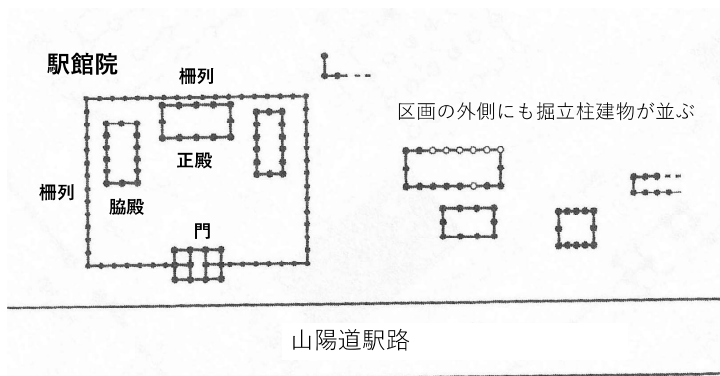 駅館院
柵列
区画の外側にも掘立柱建物が並ぶ
正殿
柵列
脇殿
門
山陽道駅路